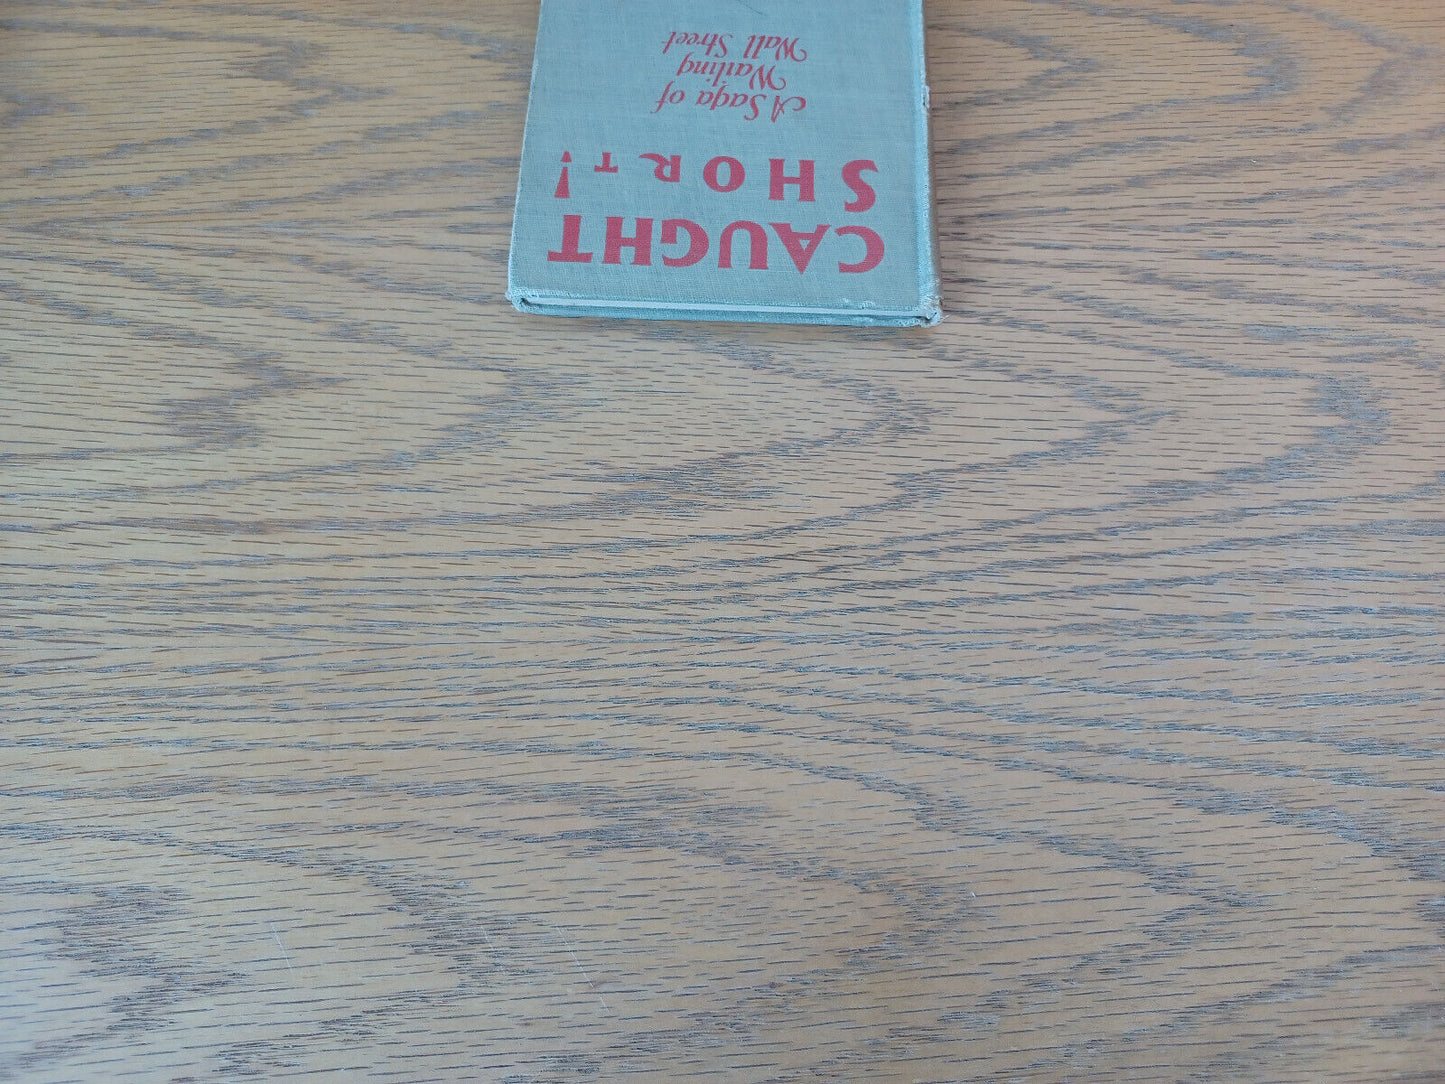 CAUGHT
SHORT!
A Saga of
Wailing
Wall Street